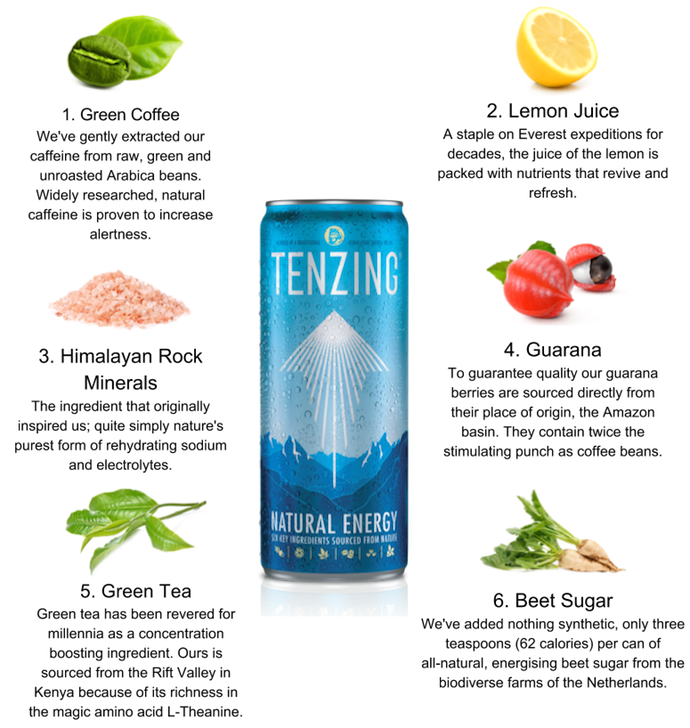 1. Green Coffee
We've gently extracted our
caffeine from raw, green and
unroasted Arabica beans.
Widely researched, natural
caffeine is proven to increase
alertness.
2. Lemon Juice
A staple on Everest expeditions for
decades, the juice of the lemon is
packed with nutrients that revive and
refresh.
3. Himalayan Rock
Minerals
The ingredient that originally
inspired us; quite simply nature's
purest form of rehydrating sodium
and electrolytes.
TENZING
NATURAL ENERGY
SIX KEY INGREDIENTS SOURCED FROM NATURE
4. Guarana
To guarantee quality our guarana
berries are sourced directly from
their place of origin, the Amazon
basin. They contain twice the
stimulating punch as coffee beans.
5. Green Tea
Green tea has been revered for
millennia as a concentration
boosting ingredient. Ours is
sourced from the Rift Valley in
Kenya because of its richness in
the magic amino acid L-Theanine.
6. Beet Sugar
We've added nothing synthetic, only three
teaspoons (62 calories) per can of
all-natural, energising beet sugar from the
biodiverse farms of the Netherlands.